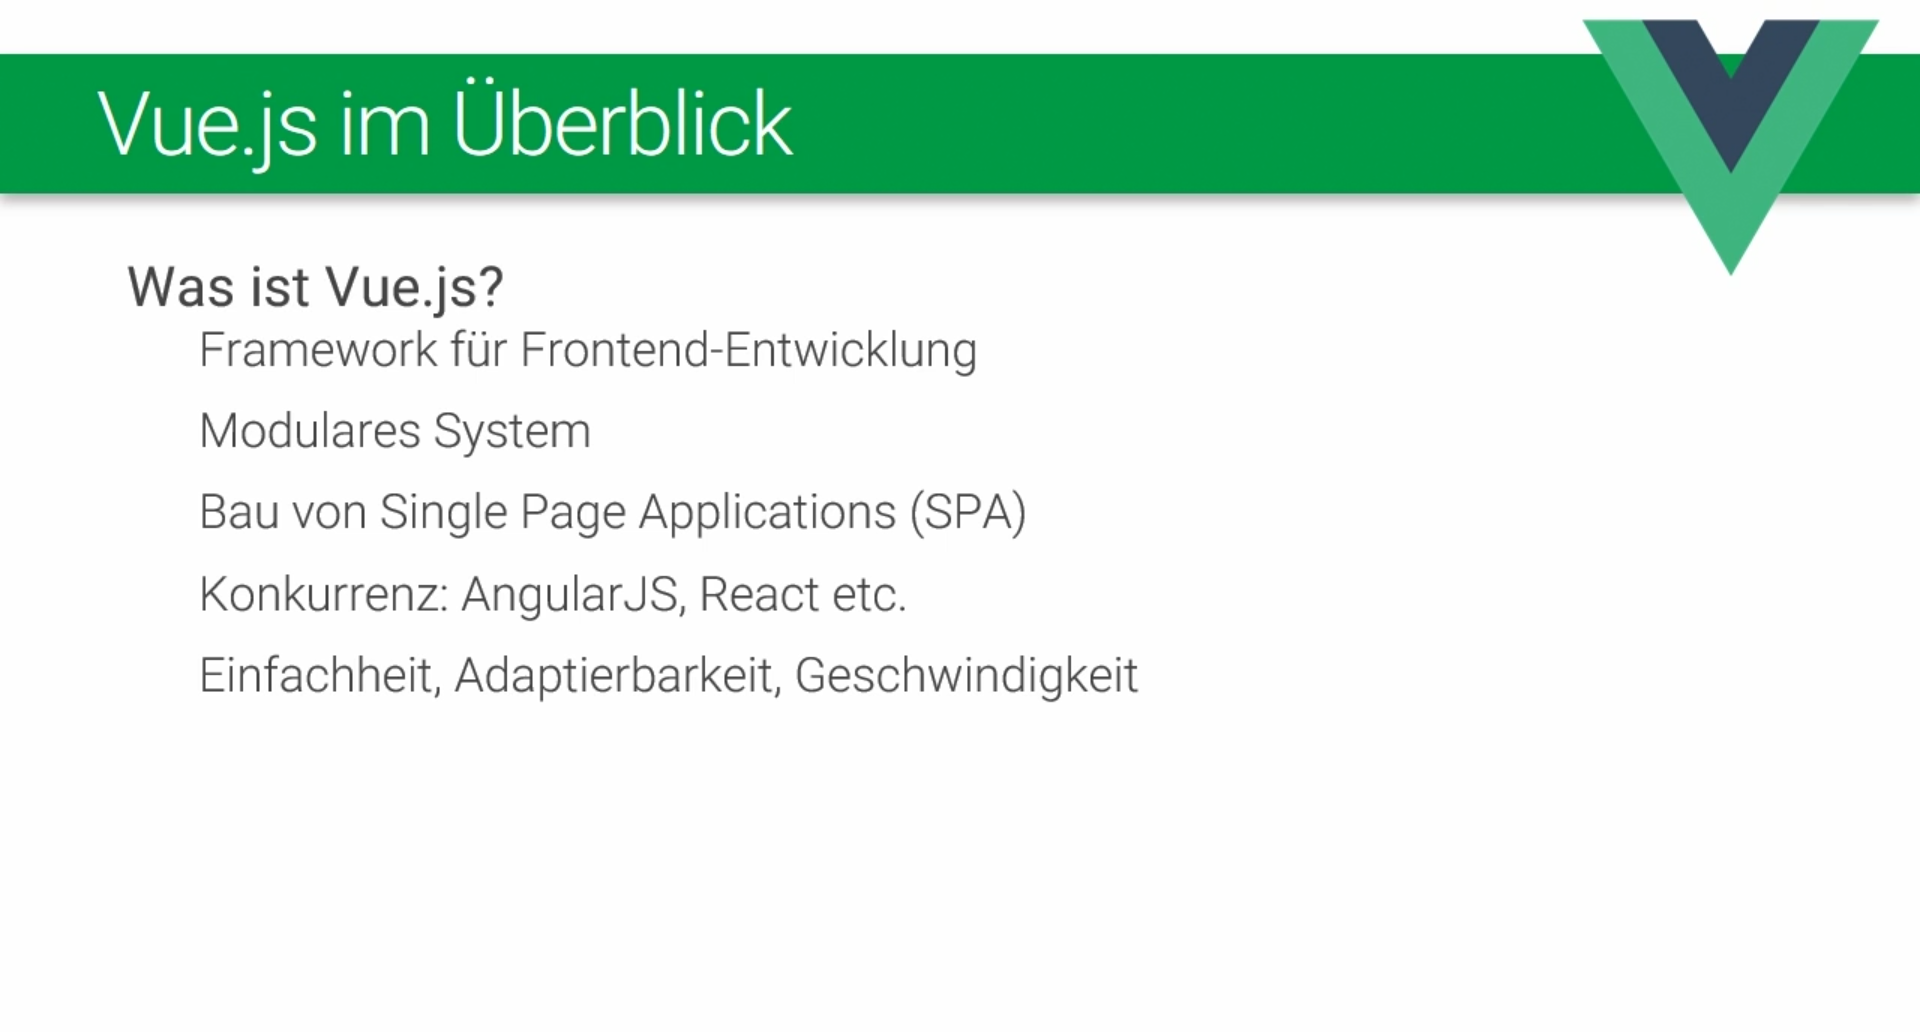 Vue.js im Überblick
Was ist Vue.js?
Framework für Frontend-Entwicklung
Modulares System
Bau von Single Page Applications (SPA)
Konkurrenz: AngularJS, React etc.
Einfachheit, Adaptierbarkeit, Geschwindigkeit